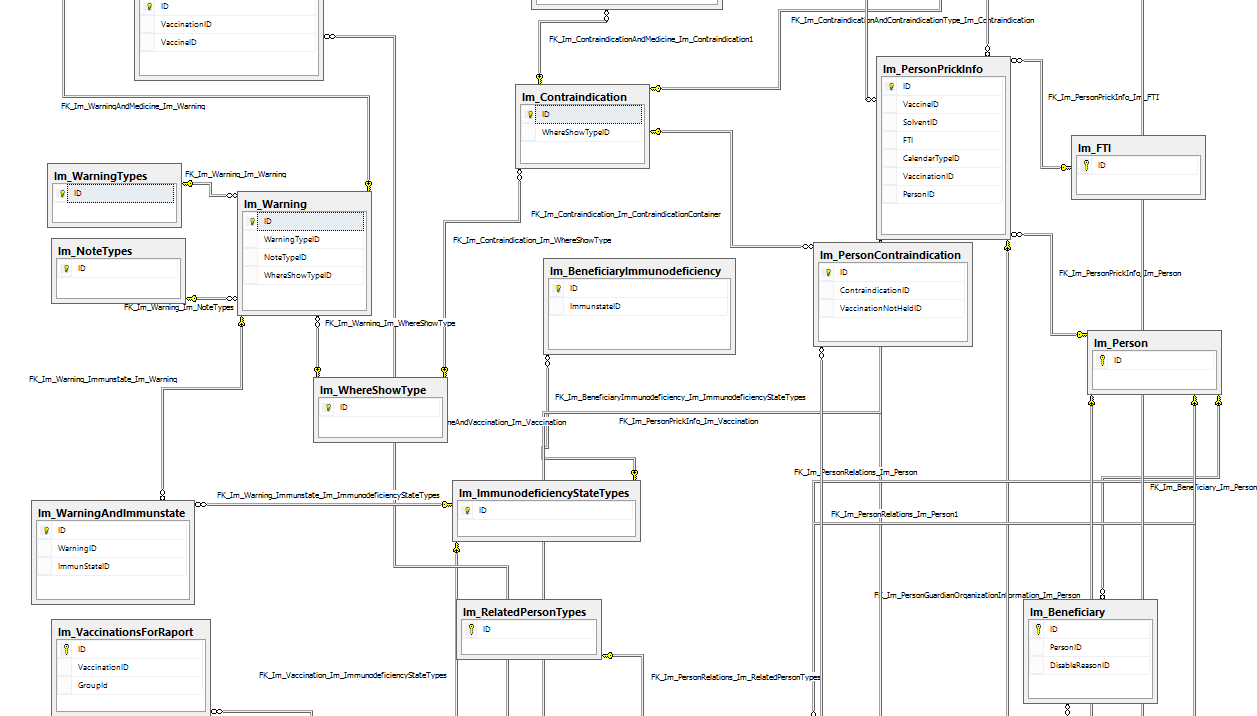 ID
VaccinationID
VaccineID
FK_Im_WarningAndMedicine_Im_Warning
FK_Im_ContraindicationAndContraindicationType_Im_Contraindication
FK_Im_ContraindicationAndMedicine_Im_Contraindication1
Im_Contraindication
ID
WhereShowTypeID
Im_PersonPrickInfo
ID
VaccineID
SolventID
FTI
CalendarTypeID
VaccinationID
PersonID
FK_Im_PersonPrickInfo_Im_FTI
Im_FTI
ID
Im_WarningTypes
ID
FK_Im_Warning_Im_Warning
Im_Warning
ID
WarningTypeID
NoteTypeID
WhereShowTypeID
Im_NoteTypes
ID
FK_Im_Warning_Im_NoteTypes
FK_Im_Contraindication_Im_ContraindicationContainer
FK_Im_Contraindication_Im_WhereShowType
Im_BeneficiaryImmunodeficiency
ID
ImmunstateID
Im_PersonContraindication
ID
ContraindicationID
VaccinationNotHeldID
FK_Im_PersonPrickInfo_Im_Person
Im_Person
ID
FK_Im_Warning_Im_WhereShowType
FK_Im_Warning_Immunstate_Im_Warning
Im_WhereShowType
ID
FK_Im_BeneficiaryImmunodeficiency_Im_ImmunodeficiencyStateTypes
neAndVaccination_Im_Vaccination
FK_Im_PersonPrickInfo_Im_Vaccination
FK_Im_PersonRelations_Im_Person
FK_Im_Beneficiary_Im_Person
FK_Im_Warning_Immunstate_Im_ImmunodeficiencyStateTypes
Im_ImmunodeficiencyStateTypes
ID
FK_Im_PersonRelations_Im_Person1
Im_WarningAndImmunstate
ID
WarningID
ImmunStateID
FK_Im_PersonGuardianOrganizationInformation_Im_Person
Im_RelatedPersonTypes
ID
Im_Beneficiary
ID
PersonID
DisableReasonID
Im_VaccinationsForRaport
ID
VaccinationID
GroupId
FK_Im_Vaccination_Im_ImmunodeficiencyStateTypes
FK_Im_PersonRelations_Im_RelatedPersonTypes